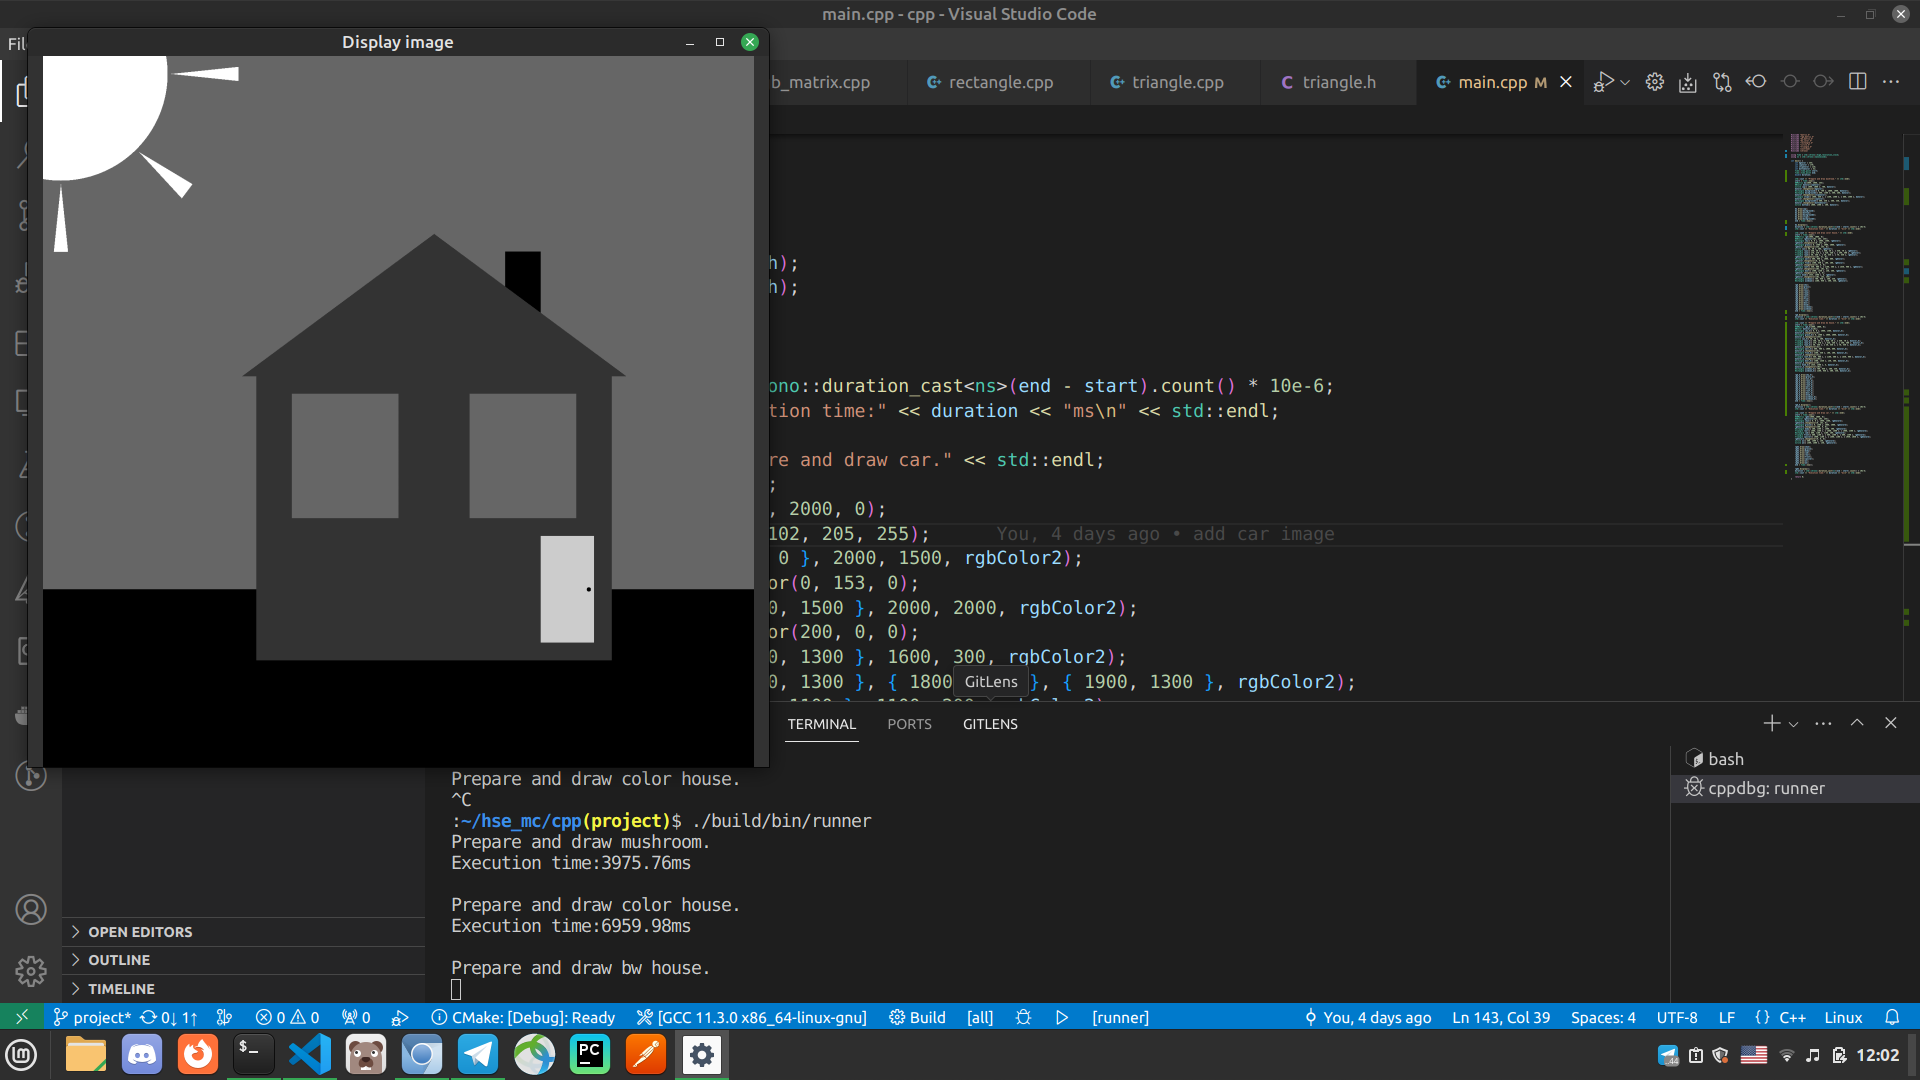 main.cpp - cpp - Visual Studio Code
Display image
b_matrix.cpp
rectangle.cpp
triangle.cpp
triangle.h
main.cpp M
h);
h);
ono::duration_cast<ns>(end - start).count() * 10e-6;
tion time:" << duration << "ms\n" << std::endl;
re and draw car." << std::endl;
;
, 2000, 0);
102, 205, 255); You, 4 days ago • add car image
0 }, 2000, 1500, rgbColor2);
or(0, 153, 0);
0, 1500 }, 2000, 2000, rgbColor2);
or(200, 0, 0);
0, 1300 }, 1600, 300, rgbColor2);
0, 1300 }, { 1800 }, { 1900, 1300 }, rgbColor2);
GitLens
TERMINAL PORTS GITLENS
bash
cppdbg: runner
Prepare and draw color house.
^C
:~/hse_mc/cpp(project)$ ./build/bin/runner
Prepare and draw mushroom.
Execution time:3975.76ms
Prepare and draw color house.
Execution time:6959.98ms
Prepare and draw bw house.
OPEN EDITORS
OUTLINE
TIMELINE
project* 0↓ 1↑ 0 0 0 CMake: [Debug]: Ready [GCC 11.3.0 x86_64-linux-gnu] Build [all] [runner] You, 4 days ago Ln 143, Col 39 Spaces: 4 UTF-8 LF {} C++ Linux
12:02